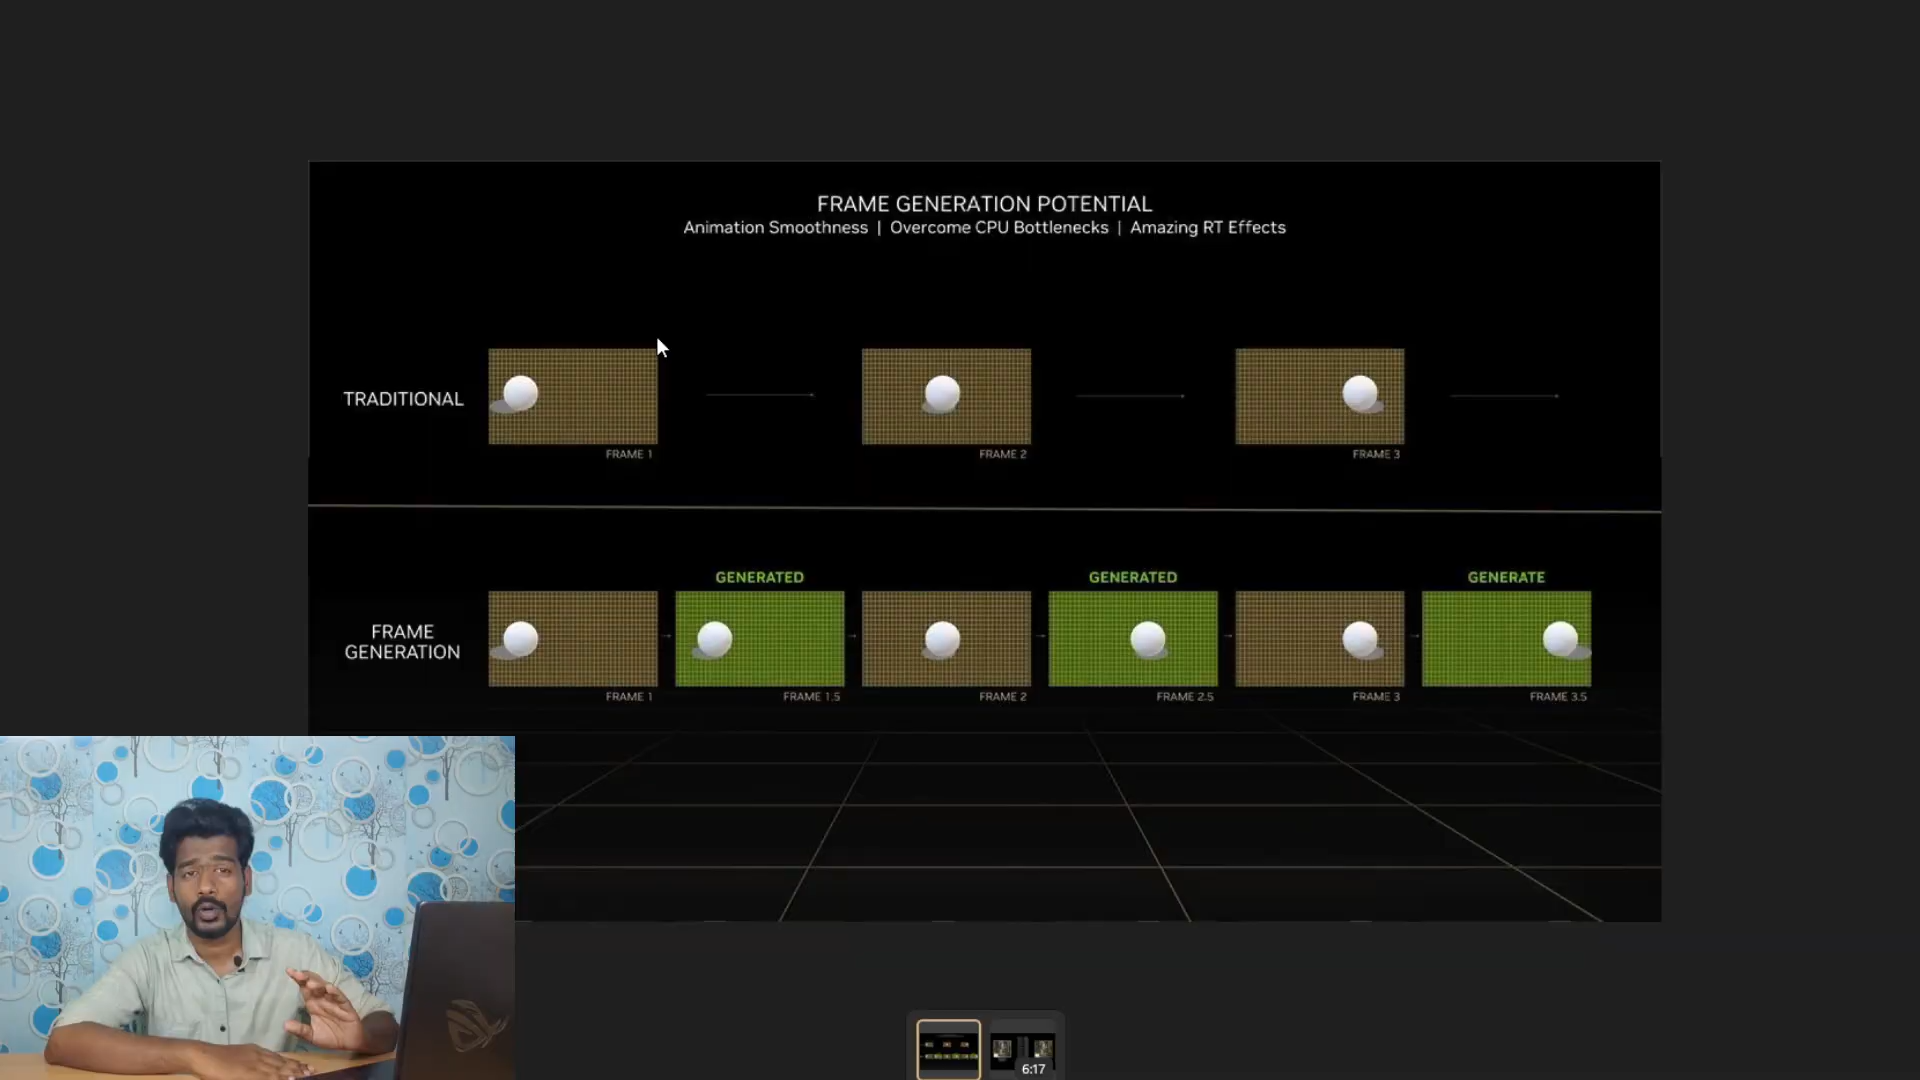 FRAME GENERATION POTENTIAL
Animation Smoothness | Overcome CPU Bottlenecks | Amazing RT Effects
TRADITIONAL
FRAME 1
FRAME 2
FRAME 3
GENERATED
GENERATED
GENERATE
FRAME
GENERATION
FRAME 1
FRAME 1.5
FRAME 2
FRAME 2.5
FRAME 3
FRAME 3.5
6:17